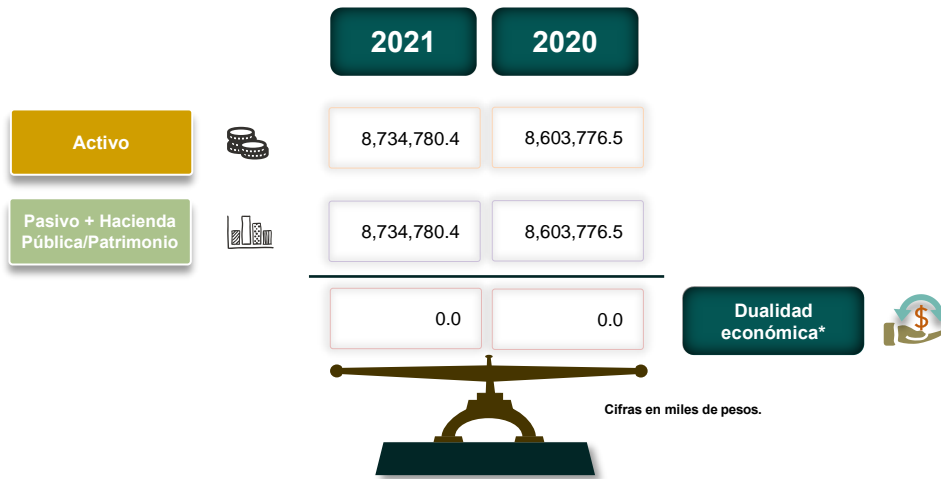 2021 2020
Activo 8,734,780.4 8,603,776.5
Pasivo + Hacienda
Pública/Patrimonio 8,734,780.4 8,603,776.5
0.0 0.0
Dualidad
económica*
$
Cifras en miles de pesos.